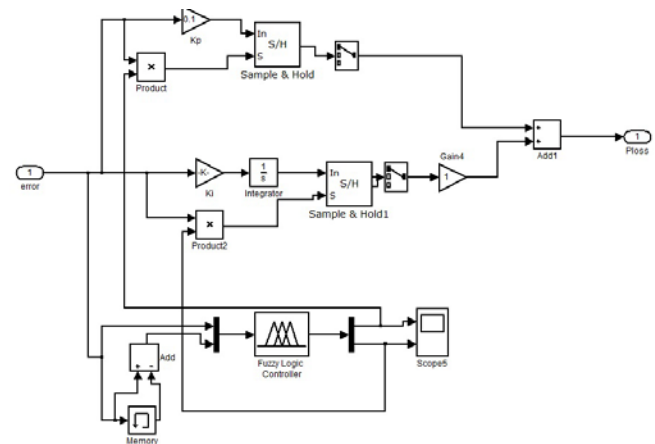 0.1
Kp
In
S/H
S
Sample & Hold
×
Product
1
error
-K-
Ki
1
s
Integrator
In
S/H
S
Sample & Hold1
×
Product2
Gain4
1
+
+
Add1
1
Ploss
Add
+
-
Memory
Fuzzy Logic
Controller
Scope5